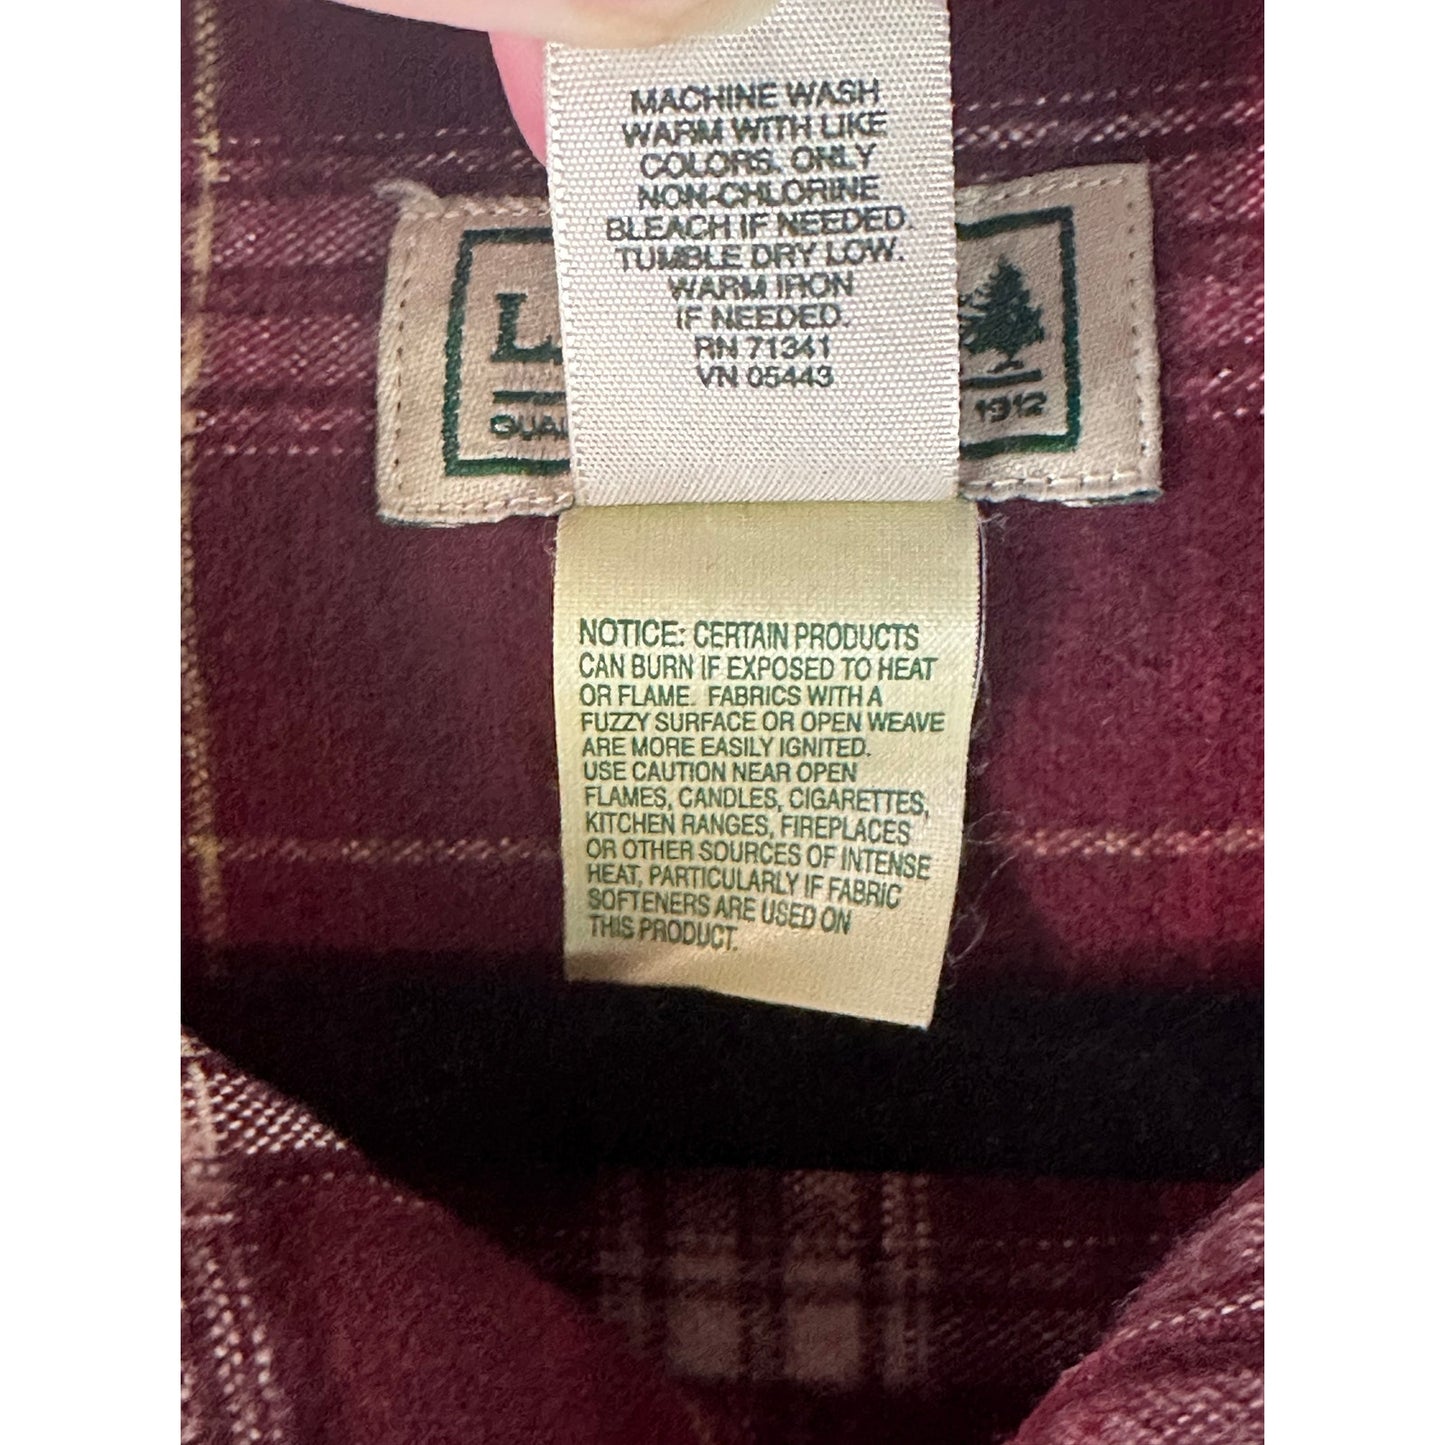 MACHINE WASH
WARM WITH LIKE
COLORS. ONLY
NON-CHLORINE
BLEACH IF NEEDED.
TUMBLE DRY LOW.
WARM IRON
IF NEEDED.
RN 71341
VN 05443
L.
QUAL
1912
NOTICE: CERTAIN PRODUCTS
CAN BURN IF EXPOSED TO HEAT
OR FLAME. FABRICS WITH A
FUZZY SURFACE OR OPEN WEAVE
ARE MORE EASILY IGNITED.
USE CAUTION NEAR OPEN
FLAMES, CANDLES, CIGARETTES,
KITCHEN RANGES, FIREPLACES
OR OTHER SOURCES OF INTENSE
HEAT, PARTICULARLY IF FABRIC
SOFTENERS ARE USED ON
THIS PRODUCT.